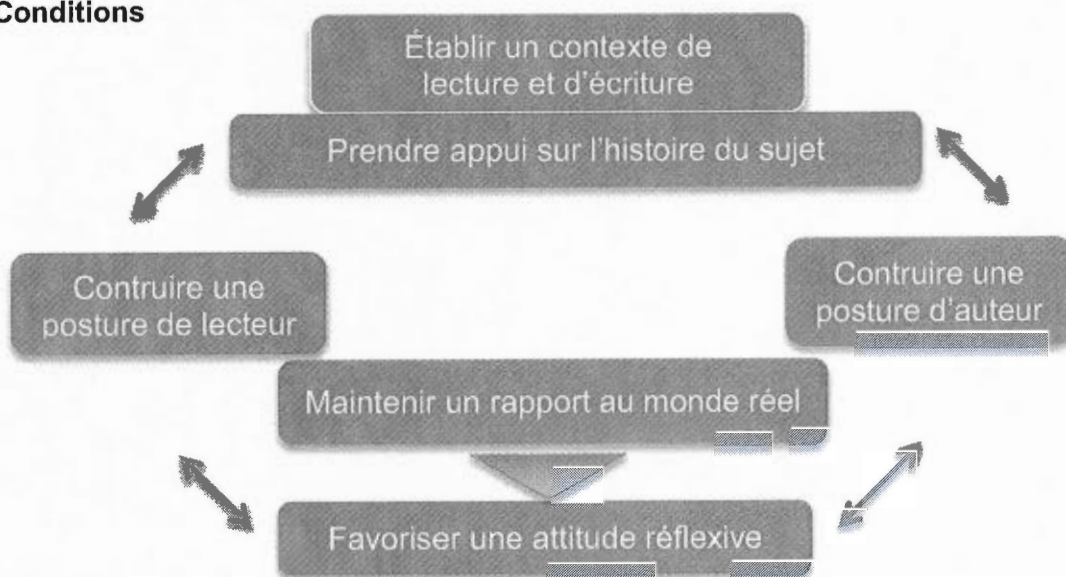 Conditions
Établir un contexte de
lecture et d'écriture
Prendre appui sur l'histoire du sujet
Contruire une
posture de lecteur
Contruire une
posture d'auteur
Maintenir un rapport au monde réel
Favoriser une attitude réflexive